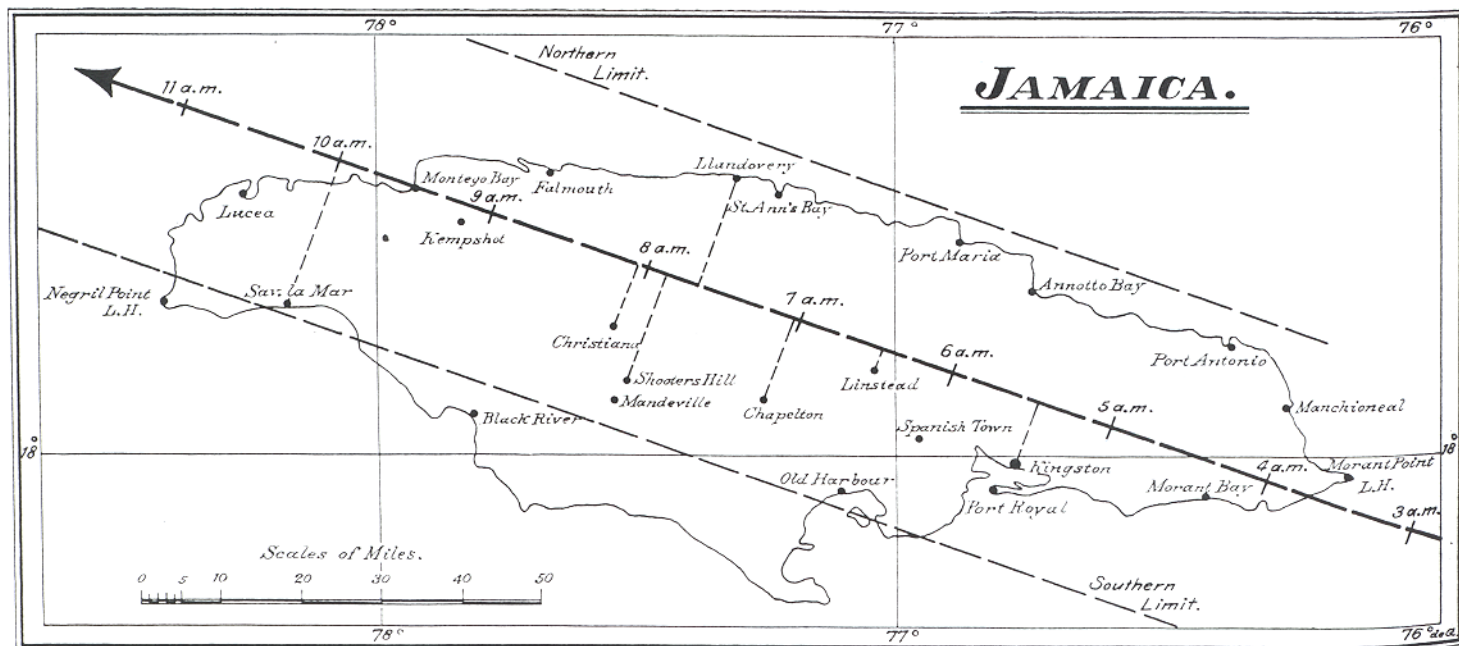 78°
77°
76°
Northern
Limit.
JAMAICA.
11 a.m.
10 a.m.
Montego Bay
Falmouth
Llandovery
St. Ann's Bay
9 a.m.
Lucea
Kempshot
8 a.m.
Port Maria
Annotto Bay
Negril Point
L.H.
Sav. la Mar
7 a.m.
Christiana
6 a.m.
Port Antonio
Shooters Hill
Linstead
Mandeville
Chapelton
5 a.m.
Manchioneal
Black River
Spanish Town
18°
18°
Kingston
4 a.m.
Morant Point
L.H.
Old Harbour
Port Royal
Morant Bay
3 a.m.
Scales of Miles.
0 5 10 20 30 40 50
Southern
Limit.
78°
77°
76°